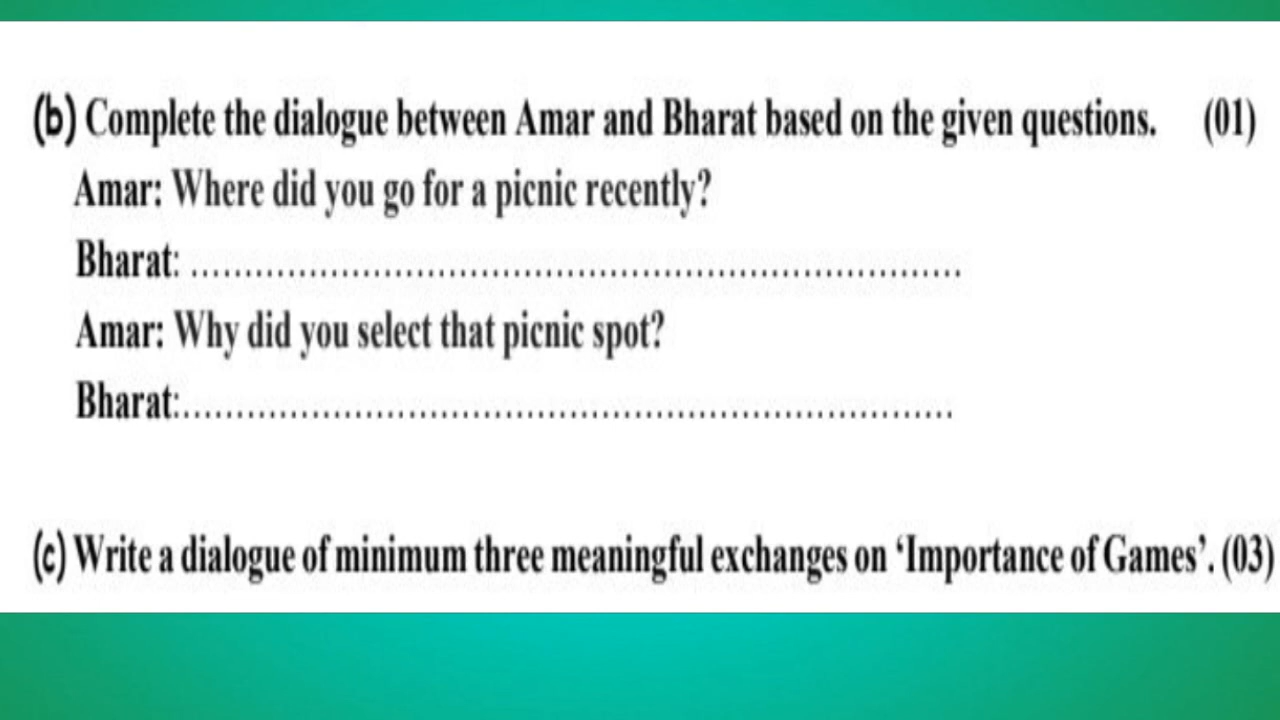 (b) Complete the dialogue between Amar and Bharat based on the given questions. (01)
Amar: Where did you go for a picnic recently?
Bharat: ........................................................................
Amar: Why did you select that picnic spot?
Bharat:........................................................................
(c) Write a dialogue of minimum three meaningful exchanges on ‘Importance of Games’. (03)